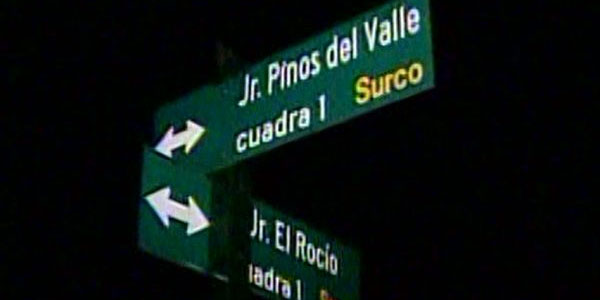 Jr. Pinos del Valle
cuadra 1 Surco
Jr. El Rocío
uadra 1